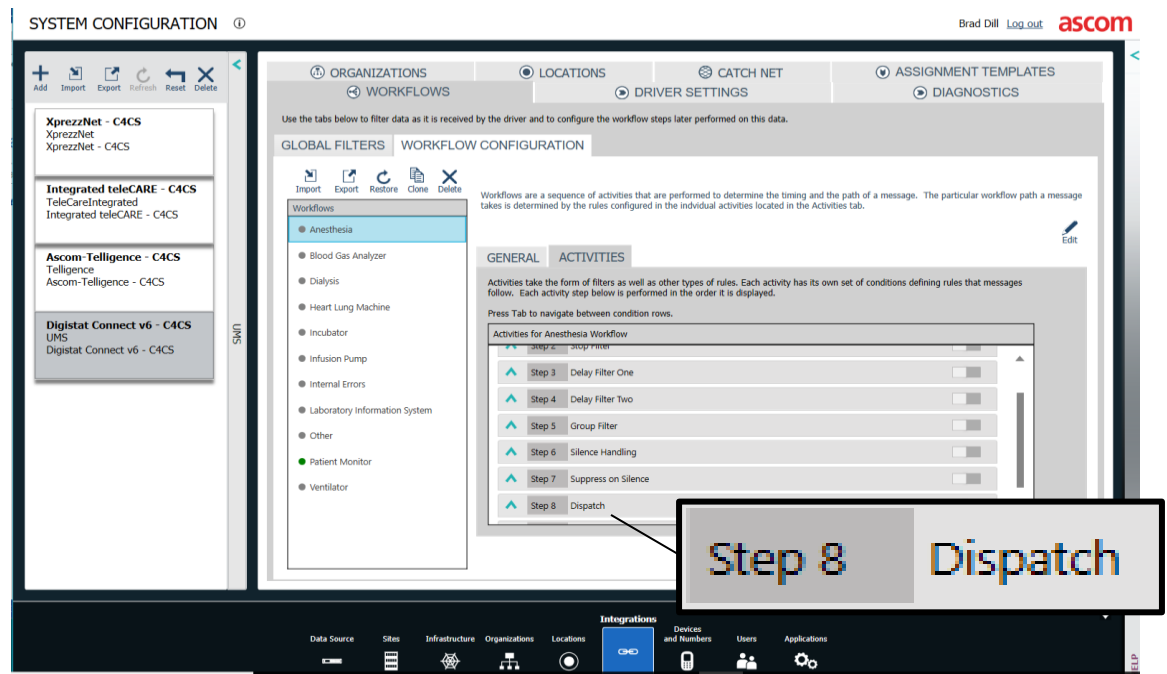 SYSTEM CONFIGURATION
Brad Dill Log out ascom
Add Import Export Refresh Reset Delete
XprezzNet - C4CS
XprezzNet
XprezzNet - C4CS
Integrated teleCARE - C4CS
TeleCareIntegrated
Integrated teleCARE - C4CS
Ascom-Telligence - C4CS
Telligence
Ascom-Telligence - C4CS
Digistat Connect v6 - C4CS
UMS
Digistat Connect v6 - C4CS
UMS
ORGANIZATIONS LOCATIONS CATCH NET ASSIGNMENT TEMPLATES
WORKFLOWS DRIVER SETTINGS DIAGNOSTICS
Use the tabs below to filter data as it is received by the driver and to configure the workflow steps later performed on this data.
GLOBAL FILTERS WORKFLOW CONFIGURATION
Import Export Restore Clone Delete
Workflows are a sequence of activities that are performed to determine the timing and the path of a message. The particular workflow path a message
takes is determined by the rules configured in the indvidual activities located in the Activities tab.
Edit
Workflows
Anesthesia
Blood Gas Analyzer
Dialysis
Heart Lung Machine
Incubator
Infusion Pump
Internal Errors
Laboratory Information System
Other
Patient Monitor
Ventilator
GENERAL ACTIVITIES
Activities take the form of filters as well as other types of rules. Each activity has its own set of conditions defining rules that messages
follow. Each activity step below is performed in the order it is displayed.
Press Tab to navigate between condition rows.
Activities for Anesthesia Workflow
Step 2 Stop Filter
Step 3 Delay Filter One
Step 4 Delay Filter Two
Step 5 Group Filter
Step 6 Silence Handling
Step 7 Suppress on Silence
Step 8 Dispatch
Step 8 Dispatch
Integrations
Data Source Sites Infrastructure Organizations Locations Devices and Numbers Users Applications
ELP